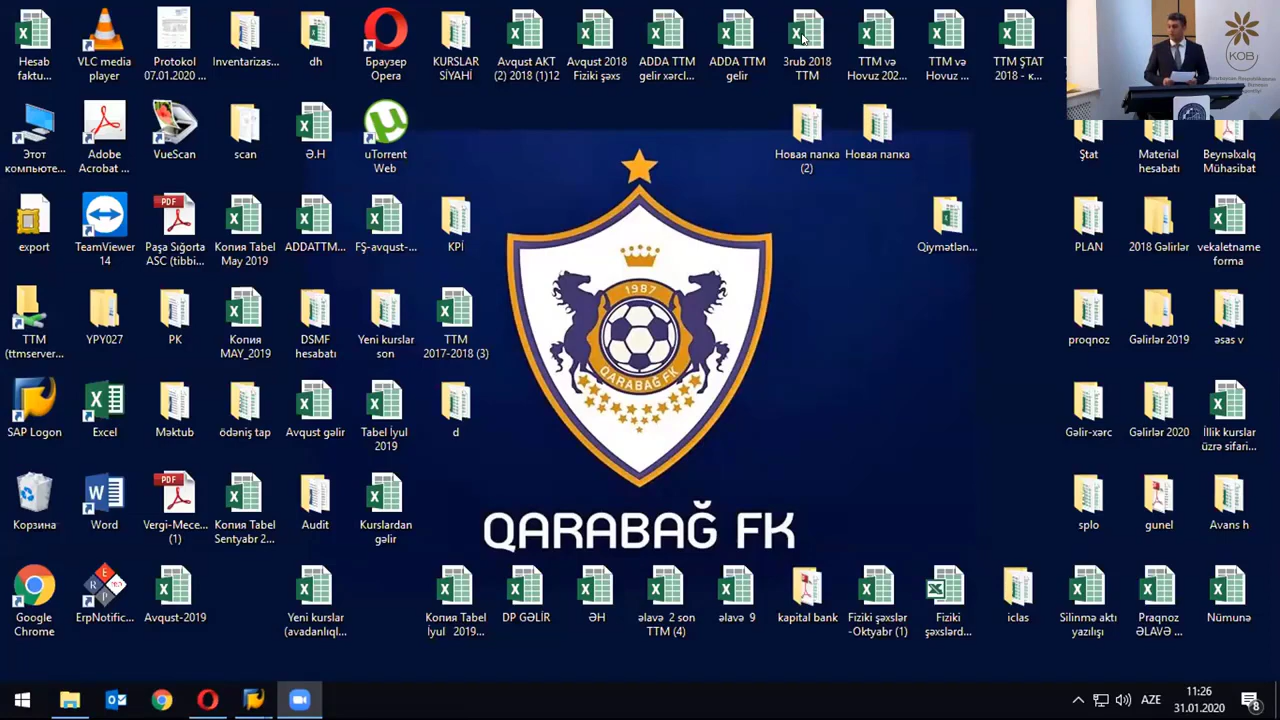 Hesab
faktu...
VLC media
player
Protokol
07.01.2020 ...
Inventarizas...
dh
Браузер
Opera
KURSLAR
SİYAHİ
Avqust AKT
(2) 2018 (1)12
Avqust 2018
Fiziki şəxs
ADDA TTM
gəlir xərcl...
ADDA TTM
gəlir
3rub 2018
TTM
TTM və
Hovuz 202...
TTM və
Hovuz ...
TTM ŞTAT
2018 - к...
KOB
Этот
компьюте...
Adobe
Acrobat ...
VueScan
scan
Ə.H
uTorrent
Web
Новая папка
(2)
Новая папка
Ştat
Material
hesabatı
Beynəlxalq
Mühasibat
export
TeamViewer
14
Paşa Sığorta
ASC (tibbi...
Копия Tabel
May 2019
ADDATTM...
FŞ-avqust-...
KPİ
Qiymətlən...
PLAN
2018 Gəlirlər
vekaletname
forma
TTM
(ttmserver...
YPY027
PK
Копия
MAY_2019
DSMF
hesabatı
Yeni kurslar
son
TTM
2017-2018 (3)
1987
QARABAĞ FK
proqnoz
Gəlirlər 2019
əsas v
SAP Logon
Excel
Məktub
ödəniş tap
Avqust gəlir
Tabel İyul
2019
d
Gəlir-xərc
Gəlirlər 2020
İllik kurslar
üzrə sifari...
Корзина
Word
Vergi-Mece...
(1)
Копия Tabel
Sentyabr 2...
Audit
Kurslardan
gəlir
QARABAĞ FK
splo
gunel
Avans h
Google
Chrome
ErpNotific...
Avqust-2019
Yeni kurslar
(avadanlıql...
Копия Tabel
İyul 2019...
DP GƏLİR
ƏH
əlavə 2 son
TTM (4)
əlavə 9
kapital bank
Fiziki şəxslər
-Oktyabr (1)
Fiziki
şəxslərd...
iclas
Silinmə aktı
yazılışı
Praqnoz
ƏLAVƏ ...
Nümunə
AZE
11:26
31.01.2020
8